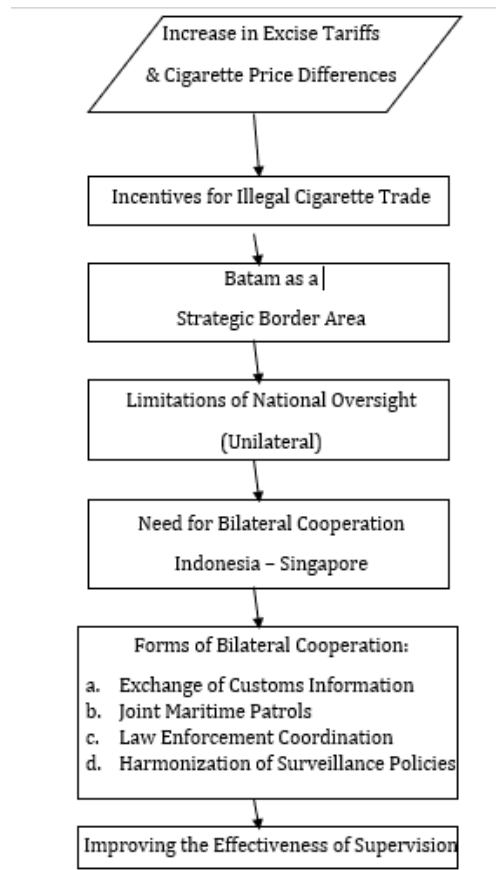 Increase in Excise Tariffs
& Cigarette Price Differences
Incentives for Illegal Cigarette Trade
Batam as a
Strategic Border Area
Limitations of National Oversight
(Unilateral)
Need for Bilateral Cooperation
Indonesia – Singapore
Forms of Bilateral Cooperation:
a. Exchange of Customs Information
b. Joint Maritime Patrols
c. Law Enforcement Coordination
d. Harmonization of Surveillance Policies
Improving the Effectiveness of Supervision